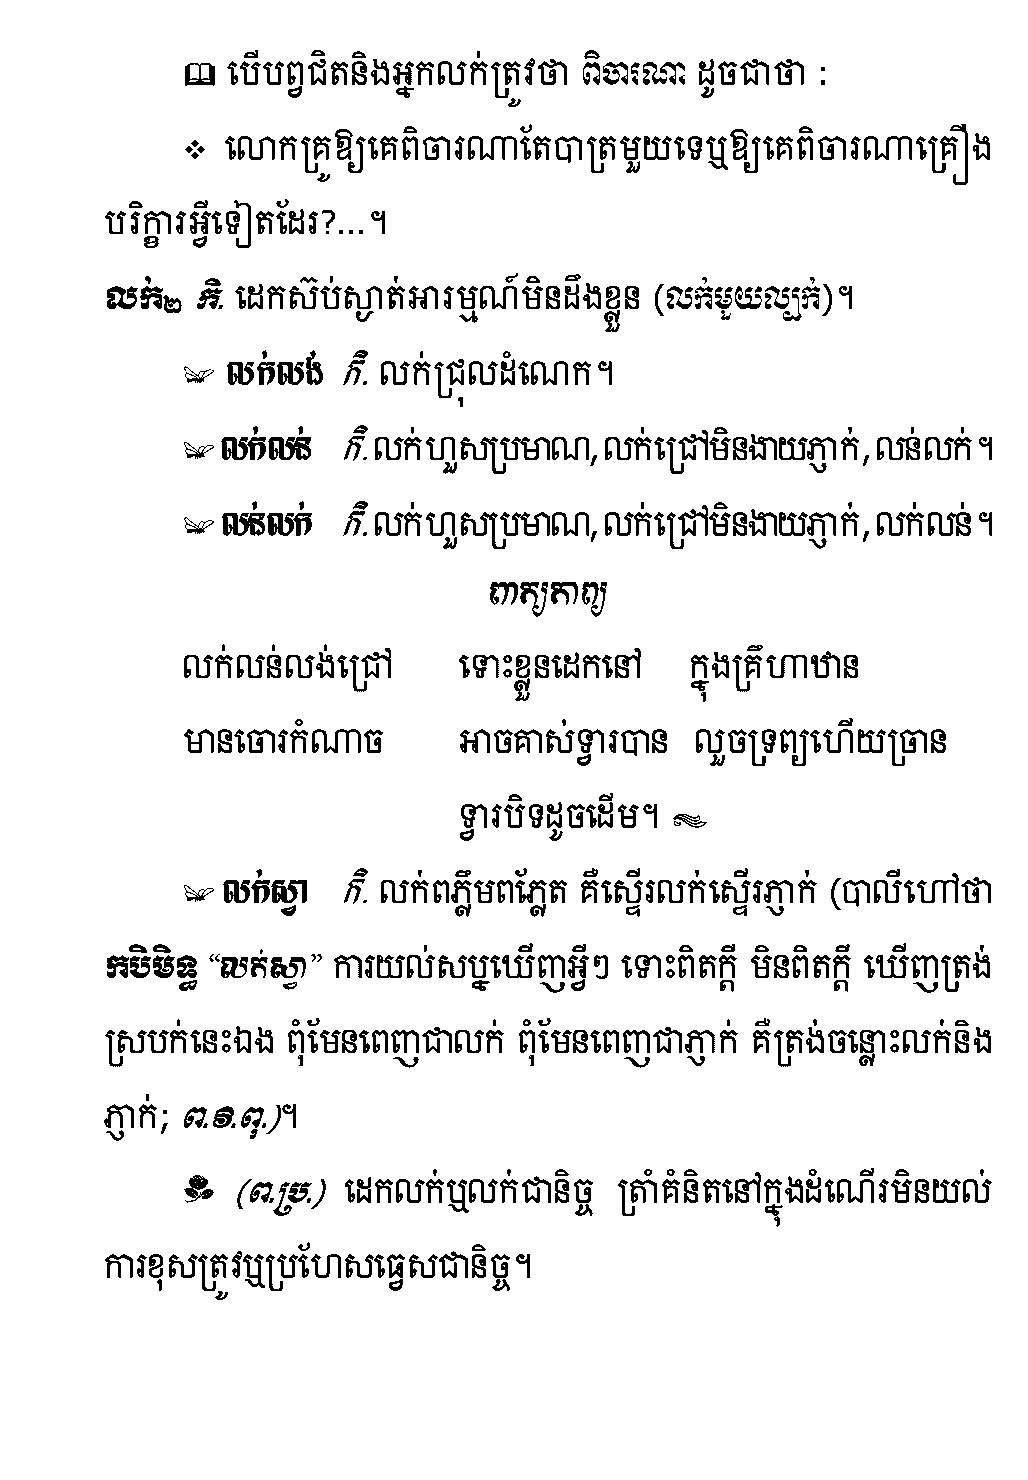 🕮 បើបព្វជិតនិងអ្នកលក់ត្រូវថា ពិចារណា ដូចជាថា :
❖ លោកគ្រូឱ្យគេពិចារណាតែបាត្រមួយទេឬឱ្យគេពិចារណាគ្រឿង
បរិក្ខារអ្វីទៀតដែរ?...។
លក់២ កិ. ដេកស៊ប់ស្ងាត់អារម្មណ៍មិនដឹងខ្លួន (លក់មួយល្បក់)។
លក់លង់ កិ. លក់ជ្រុលដំណេក។
លក់លន់ កិ. លក់ហួសប្រមាណ, លក់ជ្រៅមិនងាយភ្ញាក់, លន់លក់។
លន់លក់ កិ. លក់ហួសប្រមាណ, លក់ជ្រៅមិនងាយភ្ញាក់, លក់លន់។
ពាក្យកាព្យ
លក់លន់លង់ជ្រៅ ទោះខ្លួនដេកនៅ ក្នុងគ្រឹហាឋាន
មានចោរកំណាច អាចគាស់ទ្វារបាន លួចទ្រព្យហើយច្រាន
ទ្វារបិទដូចដើម។
លក់ស្វា កិ. លក់ពភ្លឹមពភ្លែត គឺស្ទើរលក់ស្ទើរភ្ញាក់ (បាលីហៅថា
កបិមិទ្ធ “លក់ស្វា” ការយល់សប្នឃើញអ្វីៗ ទោះពិតក្ដី មិនពិតក្ដី ឃើញត្រង់
ស្របក់នេះឯង ពុំមែនពេញជាលក់ ពុំមែនពេញជាភ្ញាក់ គឺត្រង់ចន្លោះលក់និង
ភ្ញាក់; ព.ទ.ពុ.)។
(ព.ប្រ.) ដេកលក់ឬលក់ជានិច្ច ត្រាំគំនិតនៅក្នុងដំណើរមិនយល់
ការខុសត្រូវឬប្រហែសធ្វេសជានិច្ច។